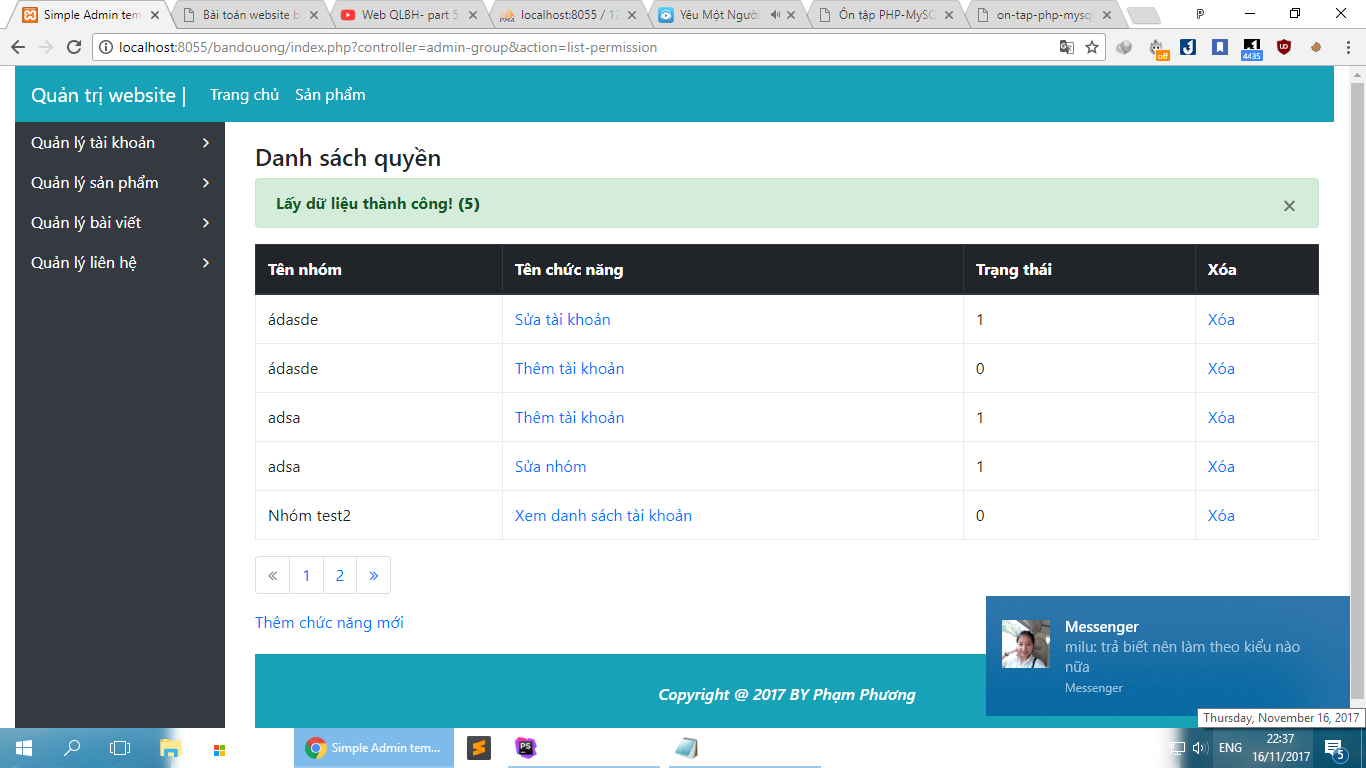 Simple Admin tem
Bài toán website b
Web QLBH- part 5
localhost:8055 / 12
Yêu Một Người
Ôn tập PHP-MySQ
on-tap-php-mysq
localhost:8055/bandouong/index.php?controller=admin-group&action=list-permission
off
4435
Quản trị website | Trang chủ Sản phẩm
Quản lý tài khoản
Quản lý sản phẩm
Quản lý bài viết
Quản lý liên hệ
Danh sách quyền
Lấy dữ liệu thành công! (5) ×
Tên nhóm Tên chức năng Trạng thái Xóa
ádasde Sửa tài khoản 1 Xóa
ádasde Thêm tài khoản 0 Xóa
adsa Thêm tài khoản 1 Xóa
adsa Sửa nhóm 1 Xóa
Nhóm test2 Xem danh sách tài khoản 0 Xóa
« 1 2 »
Thêm chức năng mới
Messenger
milu: trả biết nên làm theo kiểu nào
nữa
Messenger
Copyright @ 2017 BY Phạm Phương
Thursday, November 16, 2017
Simple Admin tem...
PS
ENG
22:37
16/11/2017
5